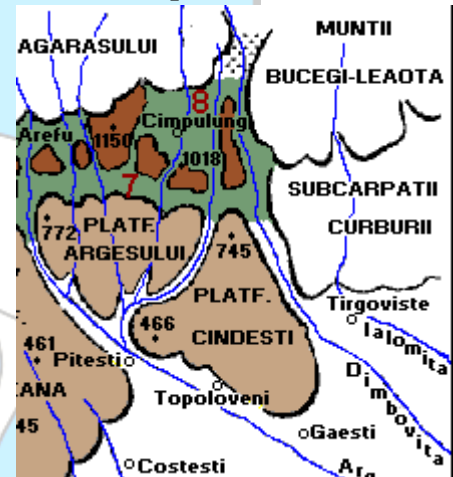 MUNTII
AGARASULUI
BUCEGI-LEAOTA
8
Arefu
Cimpulung
1150
1018
7
SUBCARPATII
CURBURII
772
PLATF.
ARGESULUI
745
PLATF.
CINDESTI
Tirgoviste
Ialomita
466
461
Pitesti
Dimbovita
ANA
Topoloveni
45
Gaesti
Costesti
Arg